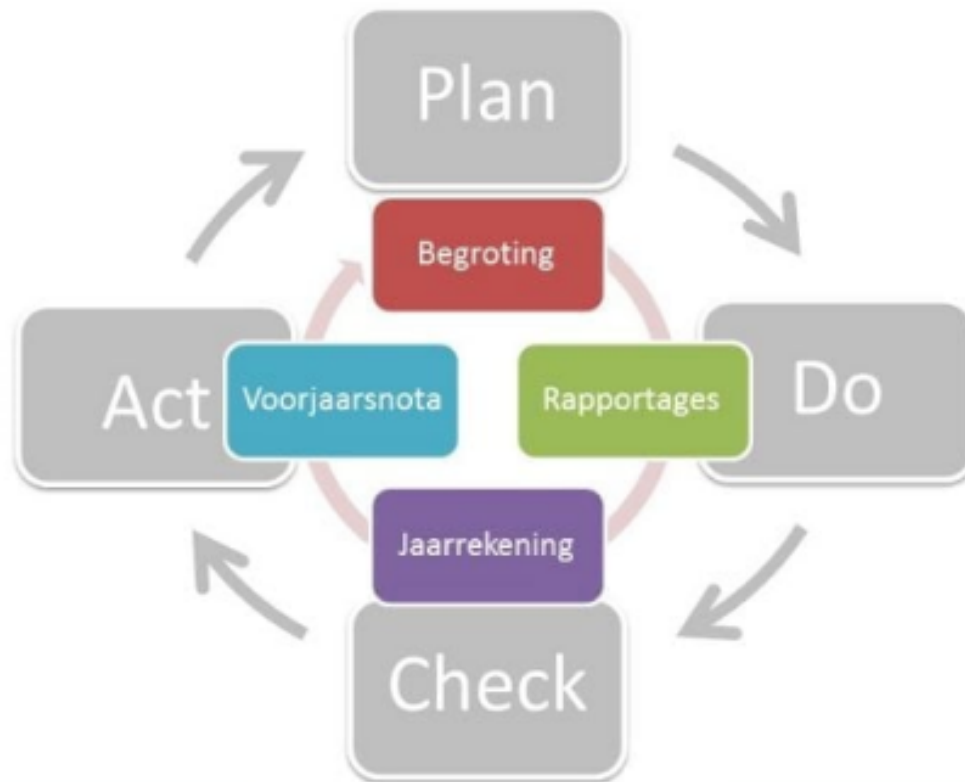 Plan
Begroting
Act
Voorjaarsnota
Rapportages
Do
Jaarrekening
Check